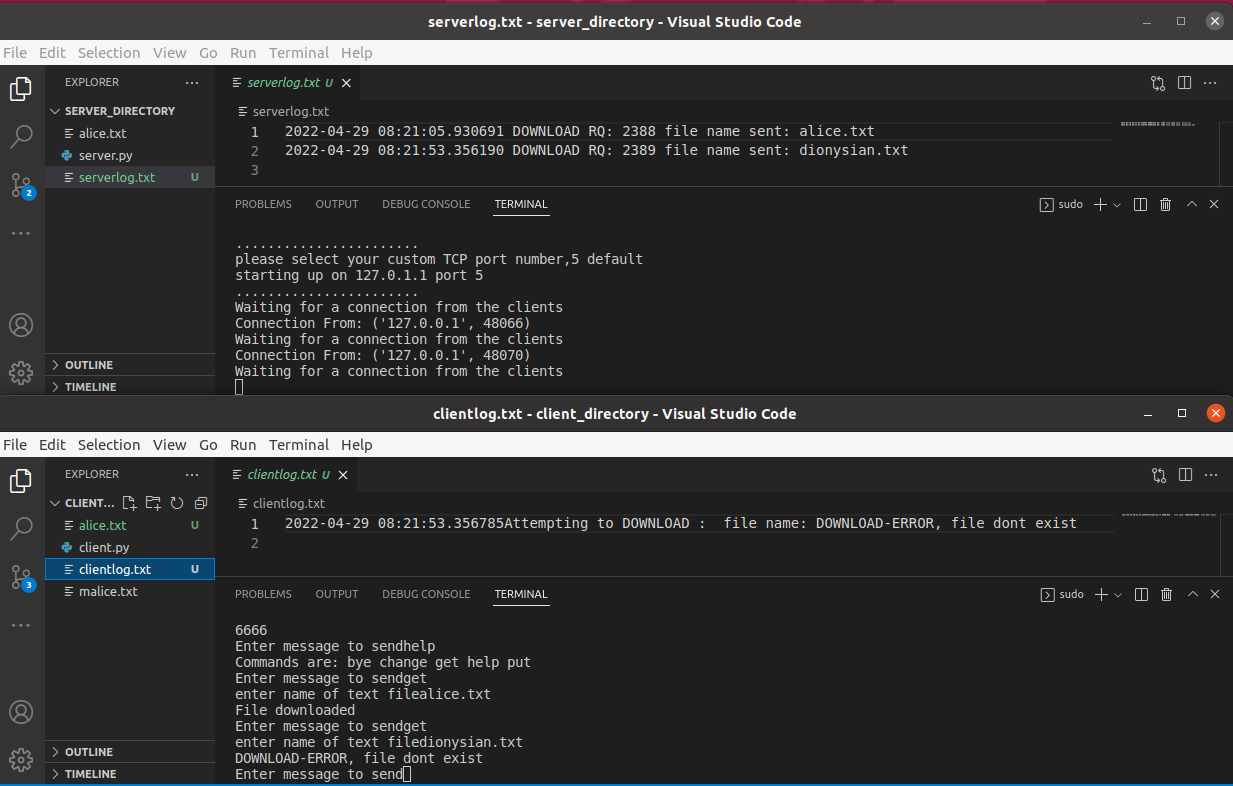 serverlog.txt - server_directory - Visual Studio Code
File Edit Selection View Go Run Terminal Help
EXPLORER
SERVER_DIRECTORY
alice.txt
server.py
serverlog.txt U
2
OUTLINE
TIMELINE
serverlog.txt U
serverlog.txt
1 2022-04-29 08:21:05.930691 DOWNLOAD RQ: 2388 file name sent: alice.txt
2 2022-04-29 08:21:53.356190 DOWNLOAD RQ: 2389 file name sent: dionysian.txt
3
PROBLEMS OUTPUT DEBUG CONSOLE TERMINAL sudo
.......................
please select your custom TCP port number,5 default
starting up on 127.0.1.1 port 5
.......................
Waiting for a connection from the clients
Connection From: ('127.0.0.1', 48066)
Waiting for a connection from the clients
Connection From: ('127.0.0.1', 48070)
Waiting for a connection from the clients
clientlog.txt - client_directory - Visual Studio Code
File Edit Selection View Go Run Terminal Help
EXPLORER
CLIENT...
alice.txt U
client.py
clientlog.txt U
malice.txt
3
OUTLINE
TIMELINE
clientlog.txt U
clientlog.txt
1 2022-04-29 08:21:53.356785Attempting to DOWNLOAD :  file name: DOWNLOAD-ERROR, file dont exist
2
PROBLEMS OUTPUT DEBUG CONSOLE TERMINAL sudo
6666
Enter message to sendhelp
Commands are: bye change get help put
Enter message to sendget
enter name of text filealice.txt
File downloaded
Enter message to sendget
enter name of text filedionysian.txt
DOWNLOAD-ERROR, file dont exist
Enter message to send